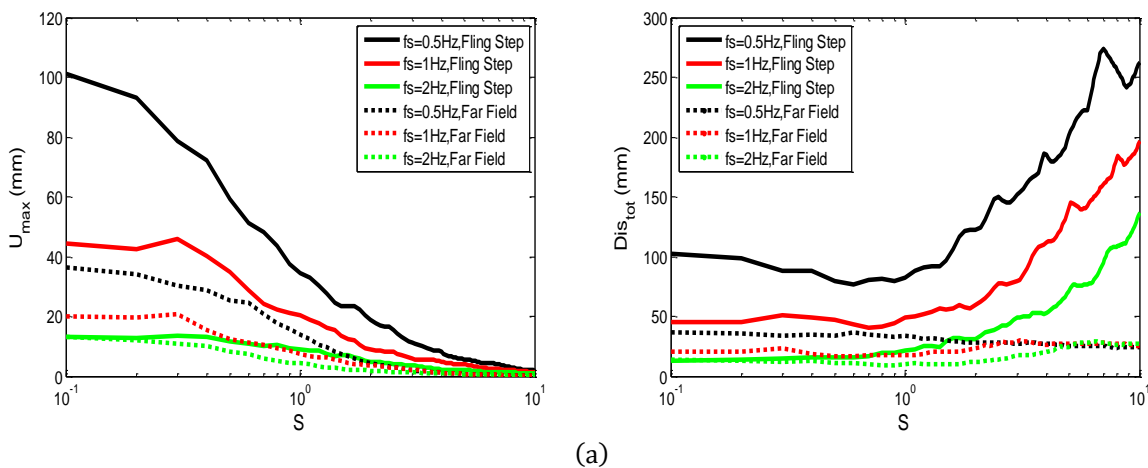 120
100
80
60
40
20
0
U_max (mm)
10^-1
10^0
10^1
S
fs=0.5Hz,Fling Step
fs=1Hz,Fling Step
fs=2Hz,Fling Step
fs=0.5Hz,Far Field
fs=1Hz,Far Field
fs=2Hz,Far Field
300
250
200
150
100
50
0
Dis_tot (mm)
10^-1
10^0
10^1
S
fs=0.5Hz,Fling Step
fs=1Hz,Fling Step
fs=2Hz,Fling Step
fs=0.5Hz,Far Field
fs=1Hz,Far Field
fs=2Hz,Far Field
(a)